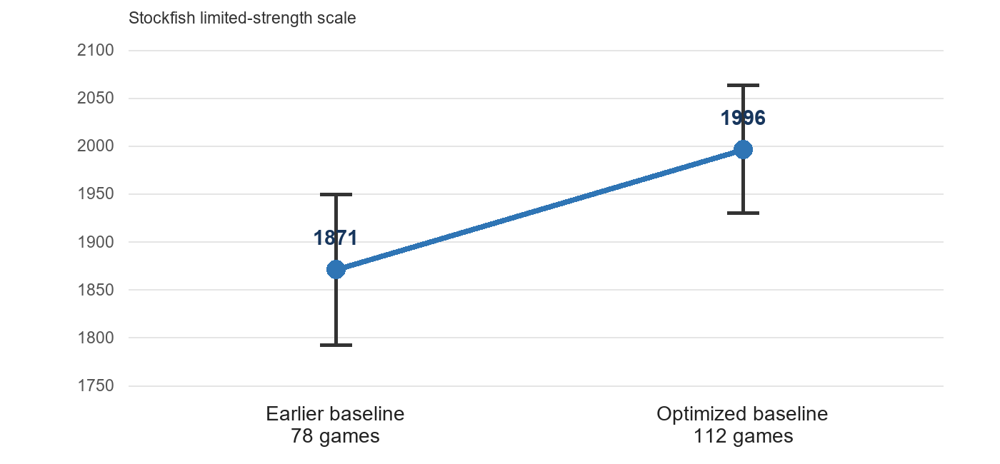 Stockfish limited-strength scale
2100
2050
2000
1950
1900
1850
1800
1750
1996
1871
Earlier baseline
78 games
Optimized baseline
112 games